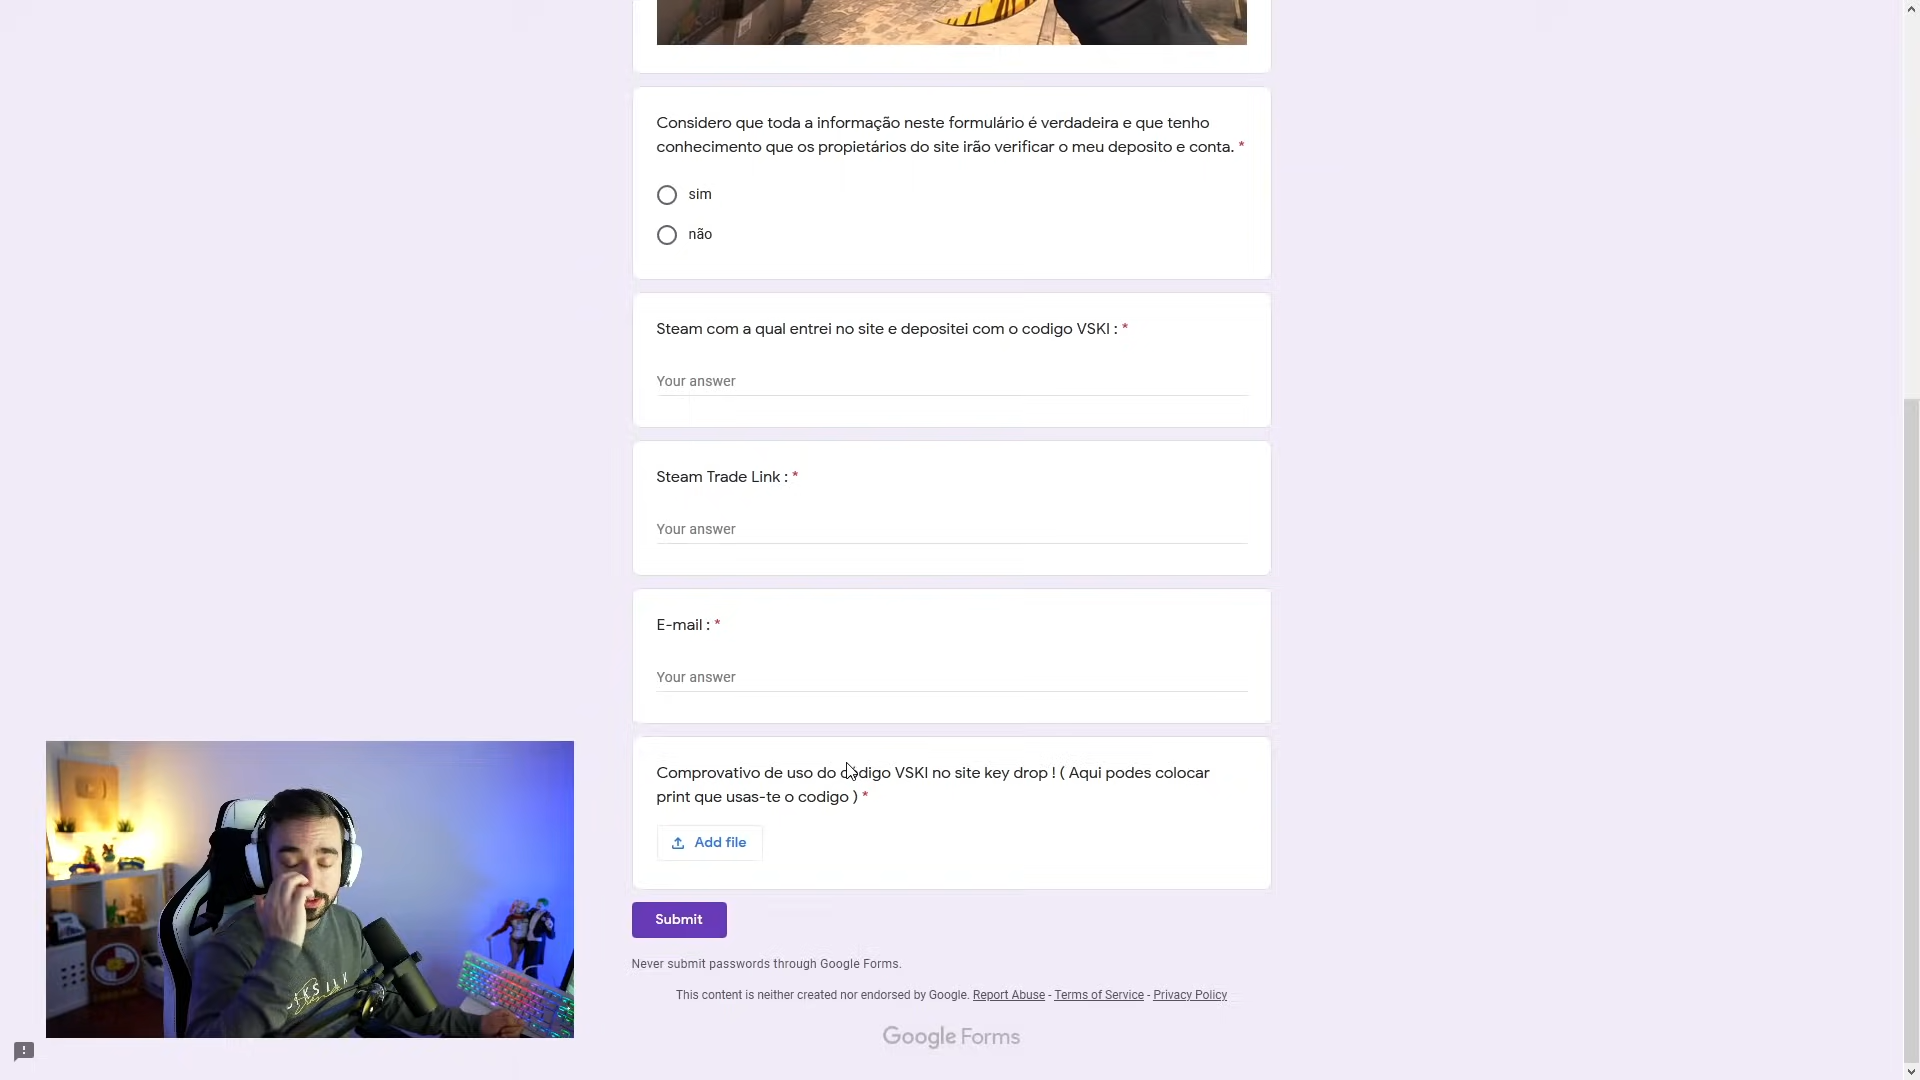 Considero que toda a informação neste formulário é verdadeira e que tenho
conhecimento que os propietários do site irão verificar o meu deposito e conta. *
sim
não
Steam com a qual entrei no site e depositei com o codigo VSKI : *
Your answer
Steam Trade Link : *
Your answer
E-mail : *
Your answer
Comprovativo de uso do codigo VSKI no site key drop ! ( Aqui podes colocar
print que usas-te o codigo ) *
Add file
Submit
Never submit passwords through Google Forms.
This content is neither created nor endorsed by Google. Report Abuse - Terms of Service - Privacy Policy
Google Forms